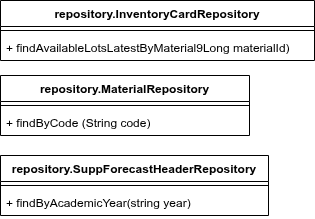 repository.InventoryCardRepository
+ findAvailableLotsLatestByMaterial9Long materialId)
repository.MaterialRepository
+ findByCode (String code)
repository.SuppForecastHeaderRepository
+ findByAcademicYear(string year)